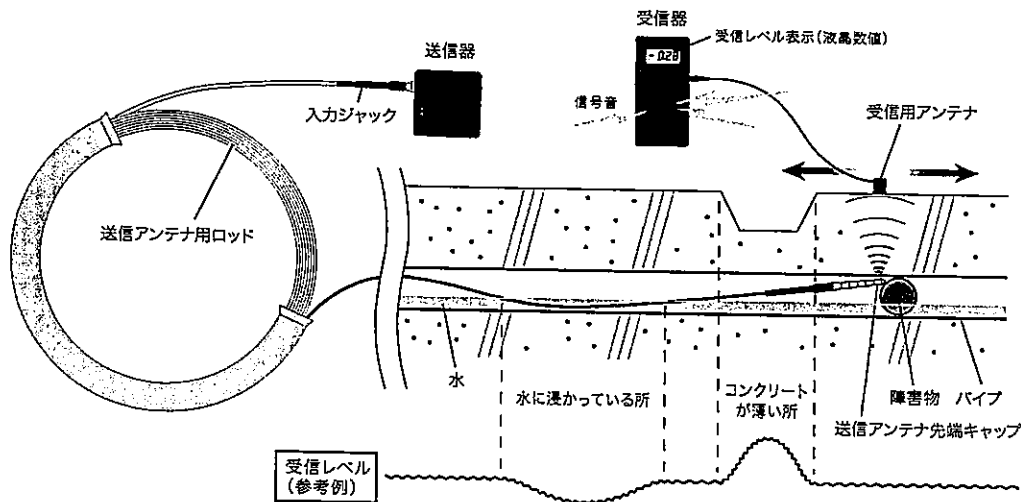 受信器
受信レベル表示(液晶数値)
送信器
-028
信号音
入力ジャック
受信用アンテナ
送信アンテナ用ロッド
水
水に浸かっている所
コンクリート
が薄い所
障害物
パイプ
送信アンテナ先端キャップ
受信レベル
(参考例)